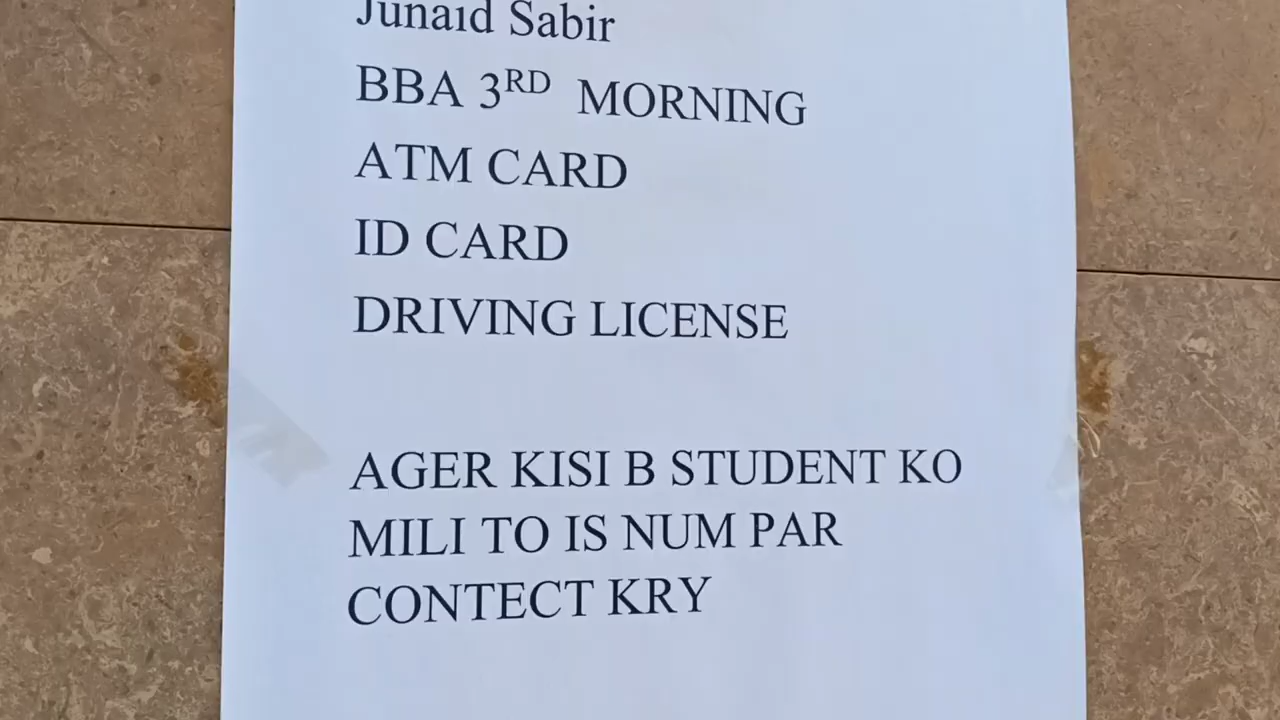 Junaid Sabir
BBA 3RD MORNING
ATM CARD
ID CARD
DRIVING LICENSE
AGER KISI B STUDENT KO
MILI TO IS NUM PAR
CONTECT KRY